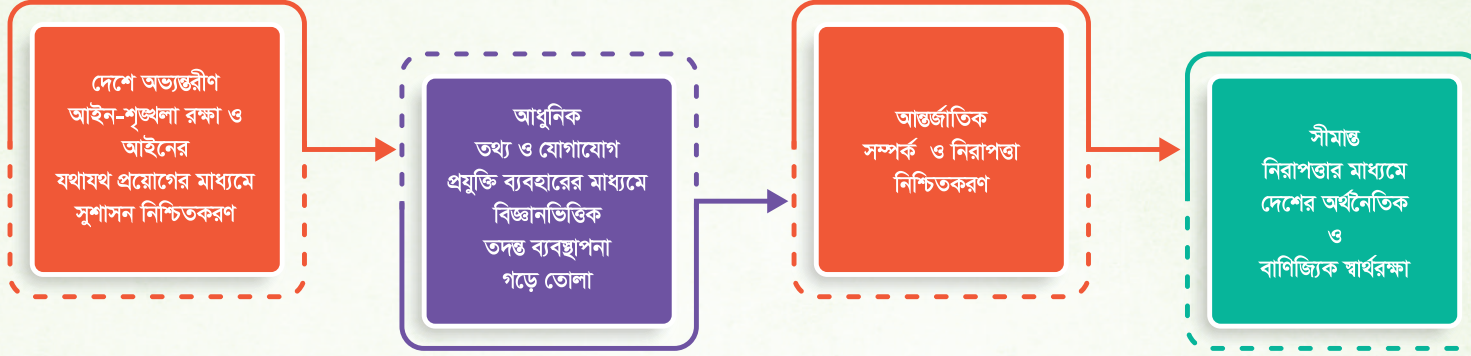 দেশে অভ্যন্তরীণ
আইন-শৃঙ্খলা রক্ষা ও
আইনের
যথাযথ প্রয়োগের মাধ্যমে
সুশাসন নিশ্চিতকরণ
আধুনিক
তথ্য ও যোগাযোগ
প্রযুক্তি ব্যবহারের মাধ্যমে
বিজ্ঞানভিত্তিক
তদন্ত ব্যবস্থাপনা
গড়ে তোলা
আন্তর্জাতিক
সম্পর্ক ও নিরাপত্তা
নিশ্চিতকরণ
সীমান্ত
নিরাপত্তার মাধ্যমে
দেশের অর্থনৈতিক
ও
বাণিজ্যিক স্বার্থরক্ষা